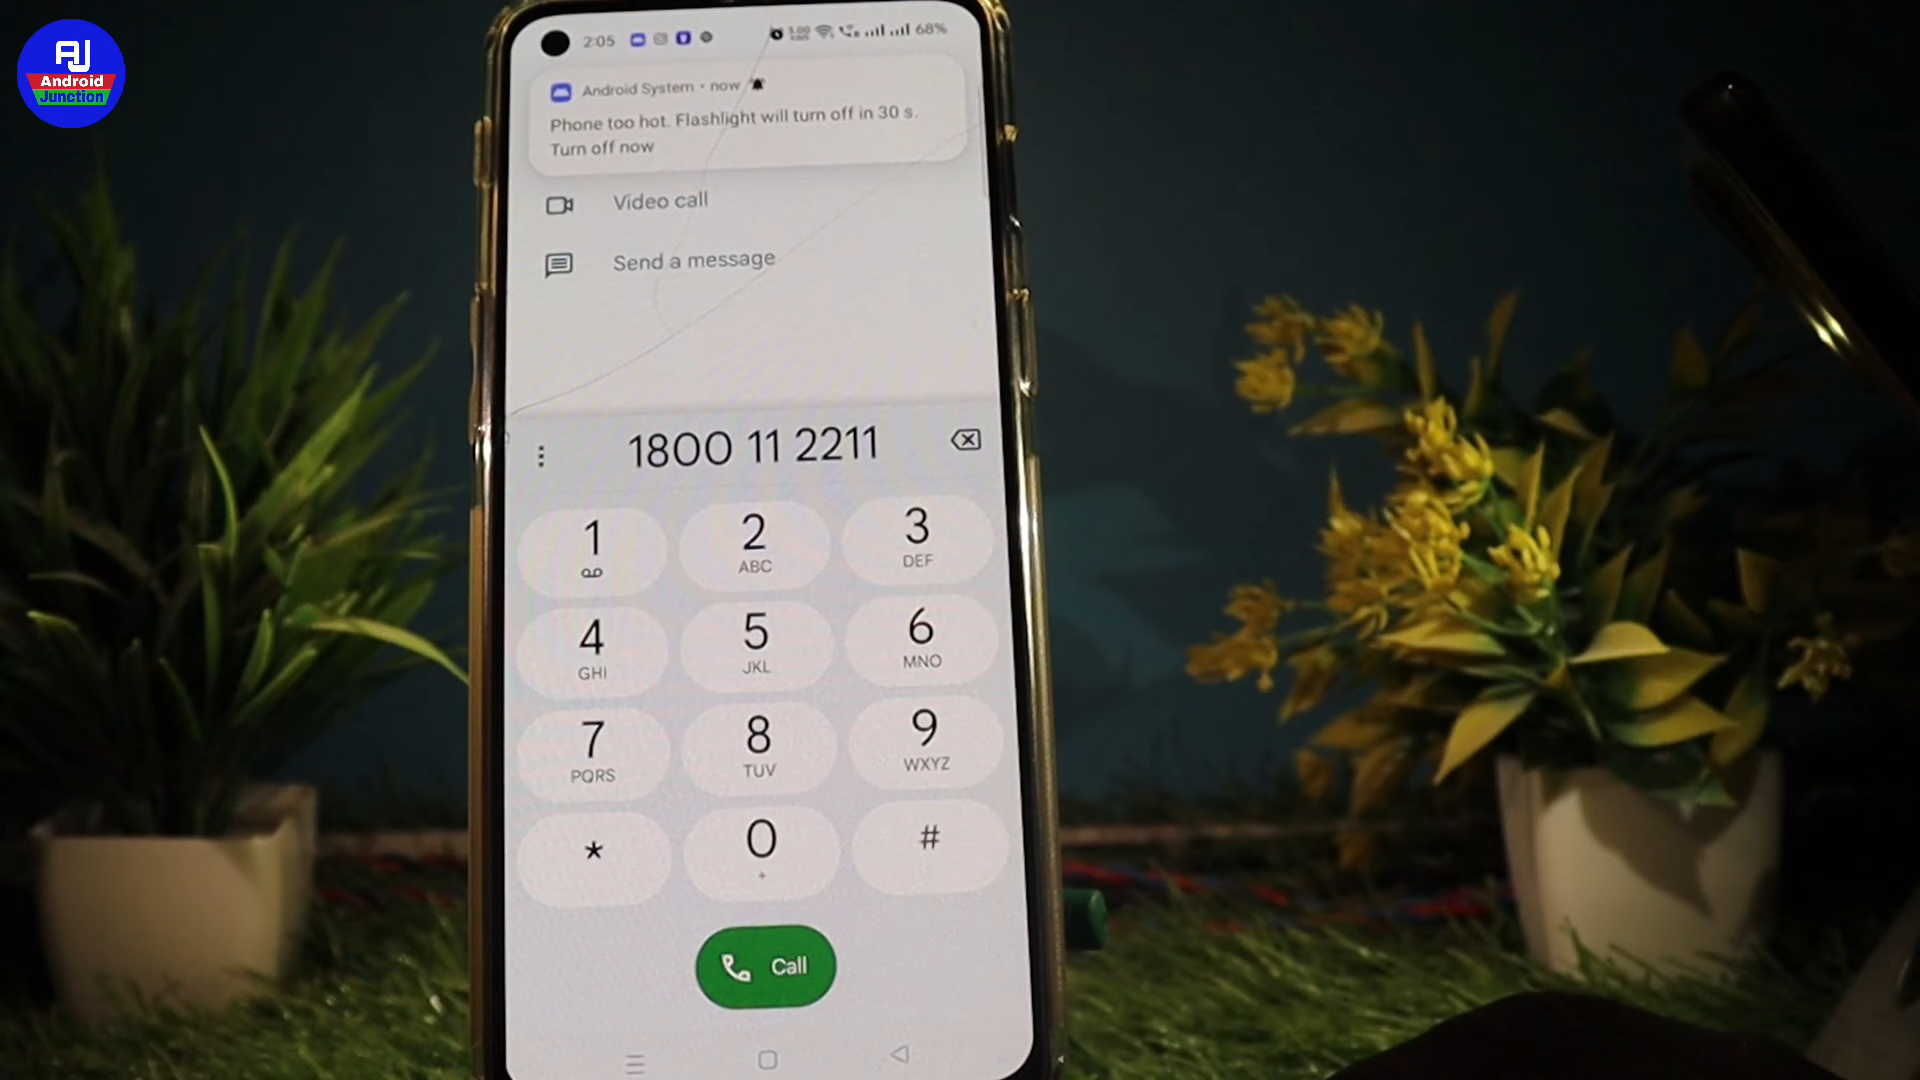 AJ
Android
Junction
2:05
68%
Android System • now
Phone too hot. Flashlight will turn off in 30 s.
Turn off now
Video call
Send a message
1800 11 2211
1
2
ABC
3
DEF
4
GHI
5
JKL
6
MNO
7
PQRS
8
TUV
9
WXYZ
*
0
+
#
Call